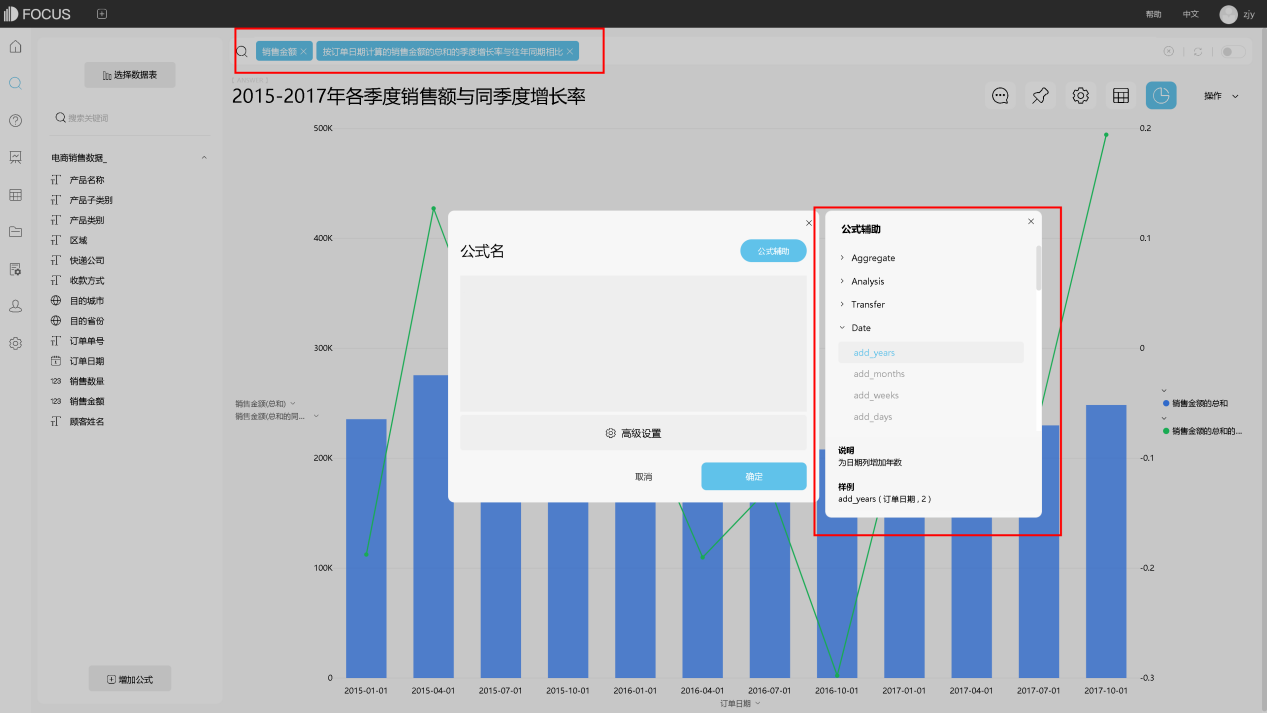 FOCUS
帮助
中文
zjy
销售金额 ×
按订单日期计算的销售金额的总和的季度增长率与往年同期相比 ×
选择数据表
搜索关键词
电商销售数据_
产品名称
产品子类别
产品类别
区域
快递公司
收款方式
目的城市
目的省份
订单单号
订单日期
123 销售数量
123 销售金额
顾客姓名
增加公式
2015-2017年各季度销售额与同季度增长率
操作
500K
400K
300K
200K
100K
0
0.2
0.1
0
-0.1
-0.2
-0.3
销售金额(总和)
销售金额(总和的同...
公式名
公式辅助
高级设置
取消
确定
公式辅助
Aggregate
Analysis
Transfer
Date
add_years
add_months
add_weeks
add_days
说明
为日期列增加年数
样例
add_years ( 订单日期 , 2 )
销售金额的总和
销售金额的总和的...
2015-01-01
2015-04-01
2015-07-01
2015-10-01
2016-01-01
2016-04-01
2016-07-01
2016-10-01
2017-01-01
2017-04-01
2017-07-01
2017-10-01
订单日期